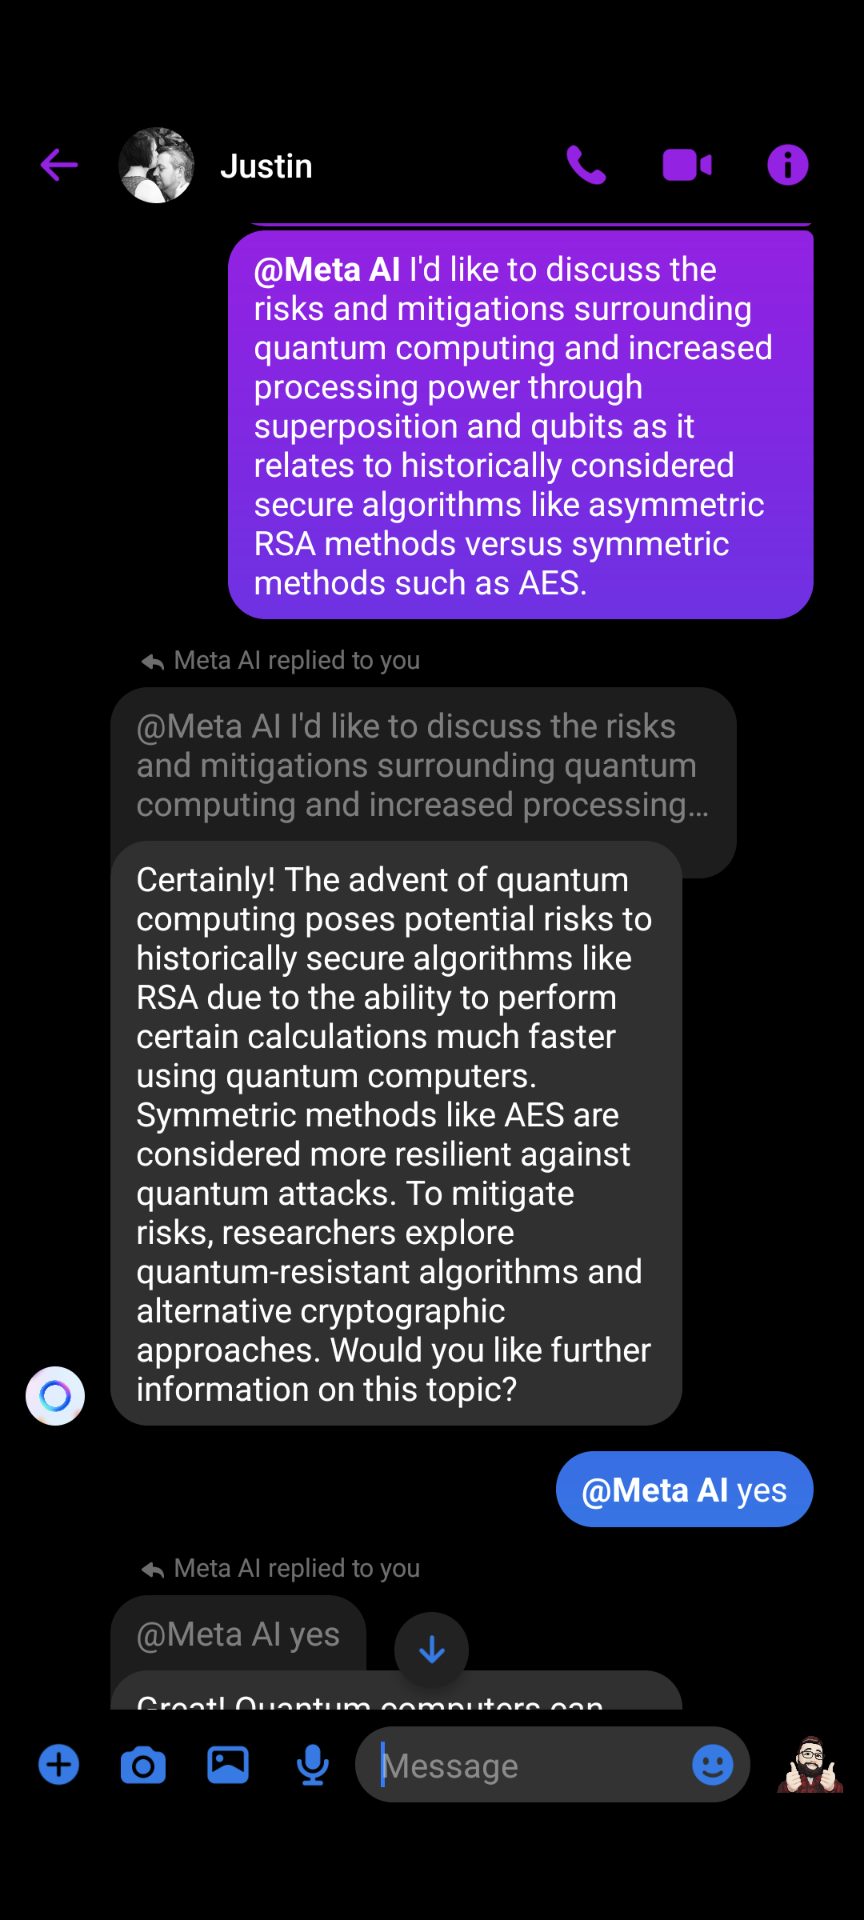 Justin
@Meta AI I'd like to discuss the
risks and mitigations surrounding
quantum computing and increased
processing power through
superposition and qubits as it
relates to historically considered
secure algorithms like asymmetric
RSA methods versus symmetric
methods such as AES.
Meta AI replied to you
@Meta AI I'd like to discuss the risks
and mitigations surrounding quantum
computing and increased processing...
Certainly! The advent of quantum
computing poses potential risks to
historically secure algorithms like
RSA due to the ability to perform
certain calculations much faster
using quantum computers.
Symmetric methods like AES are
considered more resilient against
quantum attacks. To mitigate
risks, researchers explore
quantum-resistant algorithms and
alternative cryptographic
approaches. Would you like further
information on this topic?
@Meta AI yes
Meta AI replied to you
@Meta AI yes
Great! Quantum computers can
Message